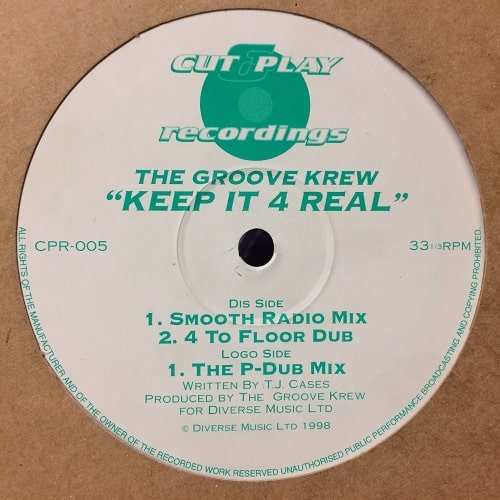 CUT & PLAY
recordings
THE GROOVE KREW
"KEEP IT 4 REAL"
CPR-005
33 1/3 RPM
DIS SIDE
1. SMOOTH RADIO MIX
2. 4 TO FLOOR DUB
LOGO SIDE
1. THE P-DUB MIX
WRITTEN BY T.J. CASES
PRODUCED BY THE GROOVE KREW
FOR DIVERSE MUSIC LTD
© DIVERSE MUSIC LTD 1998
ALL RIGHTS OF THE MANUFACTURER AND OF THE OWNER OF THE RECORDED WORK RESERVED UNAUTHORISED PUBLIC PERFORMANCE BROADCASTING AND COPYING PROHIBITED.